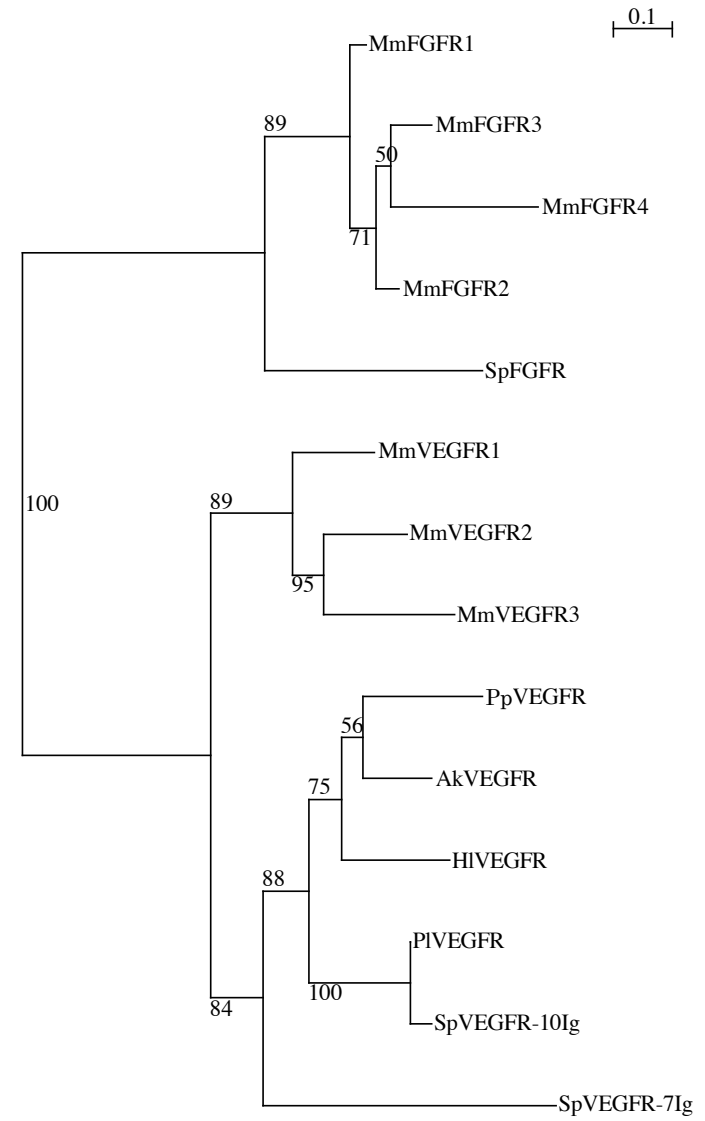 0.1
MmFGFR1
89
MmFGFR3
50
MmFGFR4
71
MmFGFR2
SpFGFR
MmVEGFR1
100
89
MmVEGFR2
95
MmVEGFR3
PpVEGFR
56
AkVEGFR
75
HlVEGFR
88
PlVEGFR
100
84
SpVEGFR-10Ig
SpVEGFR-7Ig